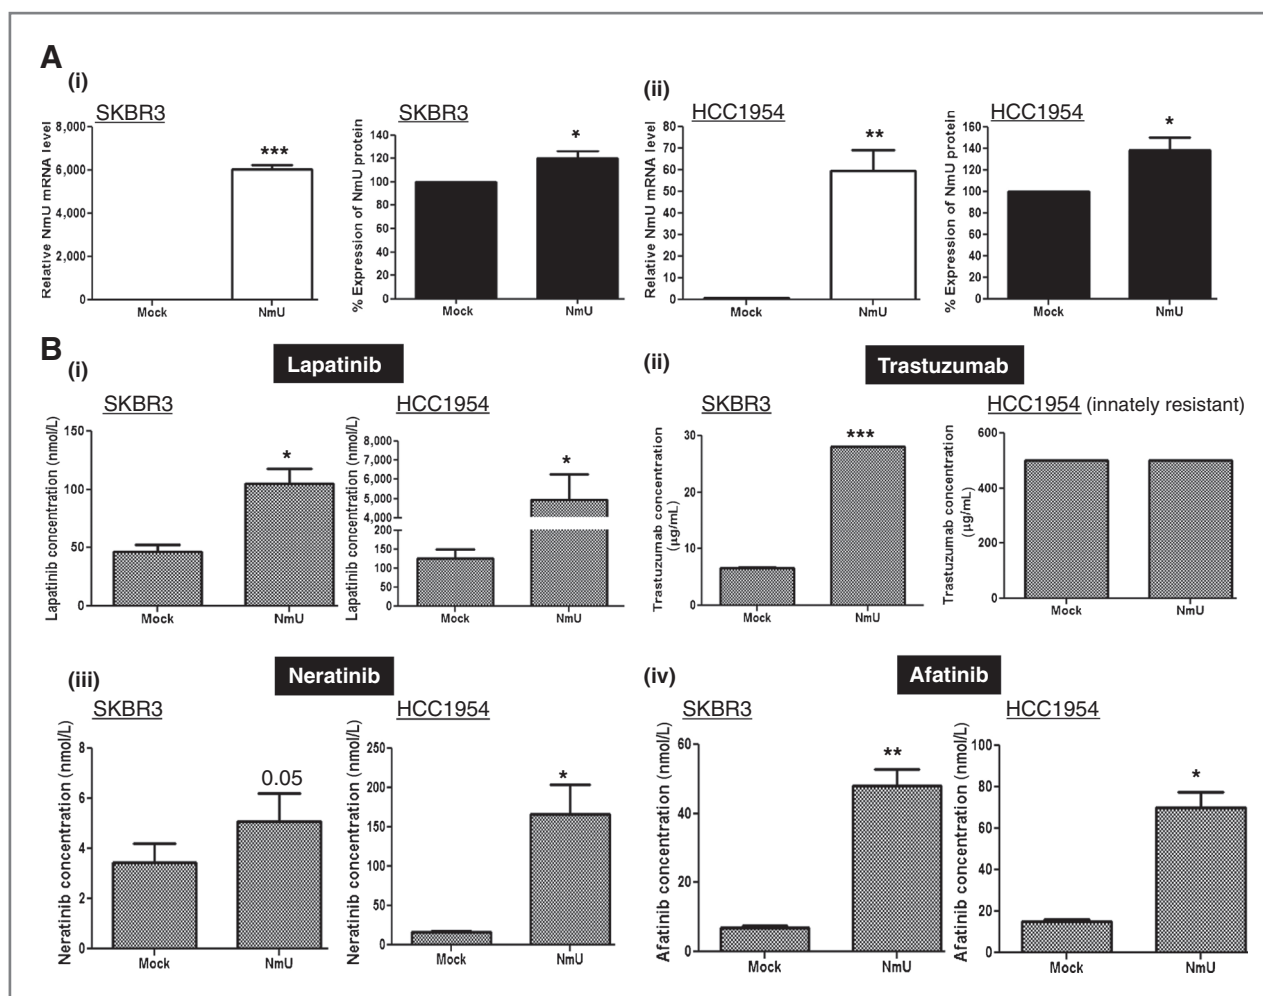 A
(i)
SKBR3
Relative NmU mRNA level
8,000
6,000
4,000
2,000
0
***
Mock
NmU
SKBR3
% Expression of NmU protein
140
120
100
80
60
40
20
0
*
Mock
NmU
(ii)
HCC1954
Relative NmU mRNA level
80
70
60
50
40
30
20
10
0
**
Mock
NmU
HCC1954
% Expression of NmU protein
160
140
120
100
80
60
40
20
0
*
Mock
NmU
B
(i)
Lapatinib
SKBR3
Lapatinib concentration (nmol/L)
150
100
50
0
*
Mock
NmU
HCC1954
Lapatinib concentration (nmol/L)
8,000
7,000
6,000
5,000
4,000
200
150
100
50
0
*
Mock
NmU
(ii)
Trastuzumab
SKBR3
Trastuzumab concentration
(µg/mL)
30
20
10
0
***
Mock
NmU
HCC1954 (innately resistant)
Trastuzumab concentration
(µg/mL)
600
400
200
0
Mock
NmU
(iii)
Neratinib
SKBR3
Neratinib concentration (nmol/L)
8
6
4
2
0
0.05
Mock
NmU
HCC1954
Neratinib concentration (nmol/L)
250
200
150
100
50
0
*
Mock
NmU
(iv)
Afatinib
SKBR3
Afatinib concentration (nmol/L)
60
40
20
0
**
Mock
NmU
HCC1954
Afatinib concentration (nmol/L)
100
80
60
40
20
0
*
Mock
NmU